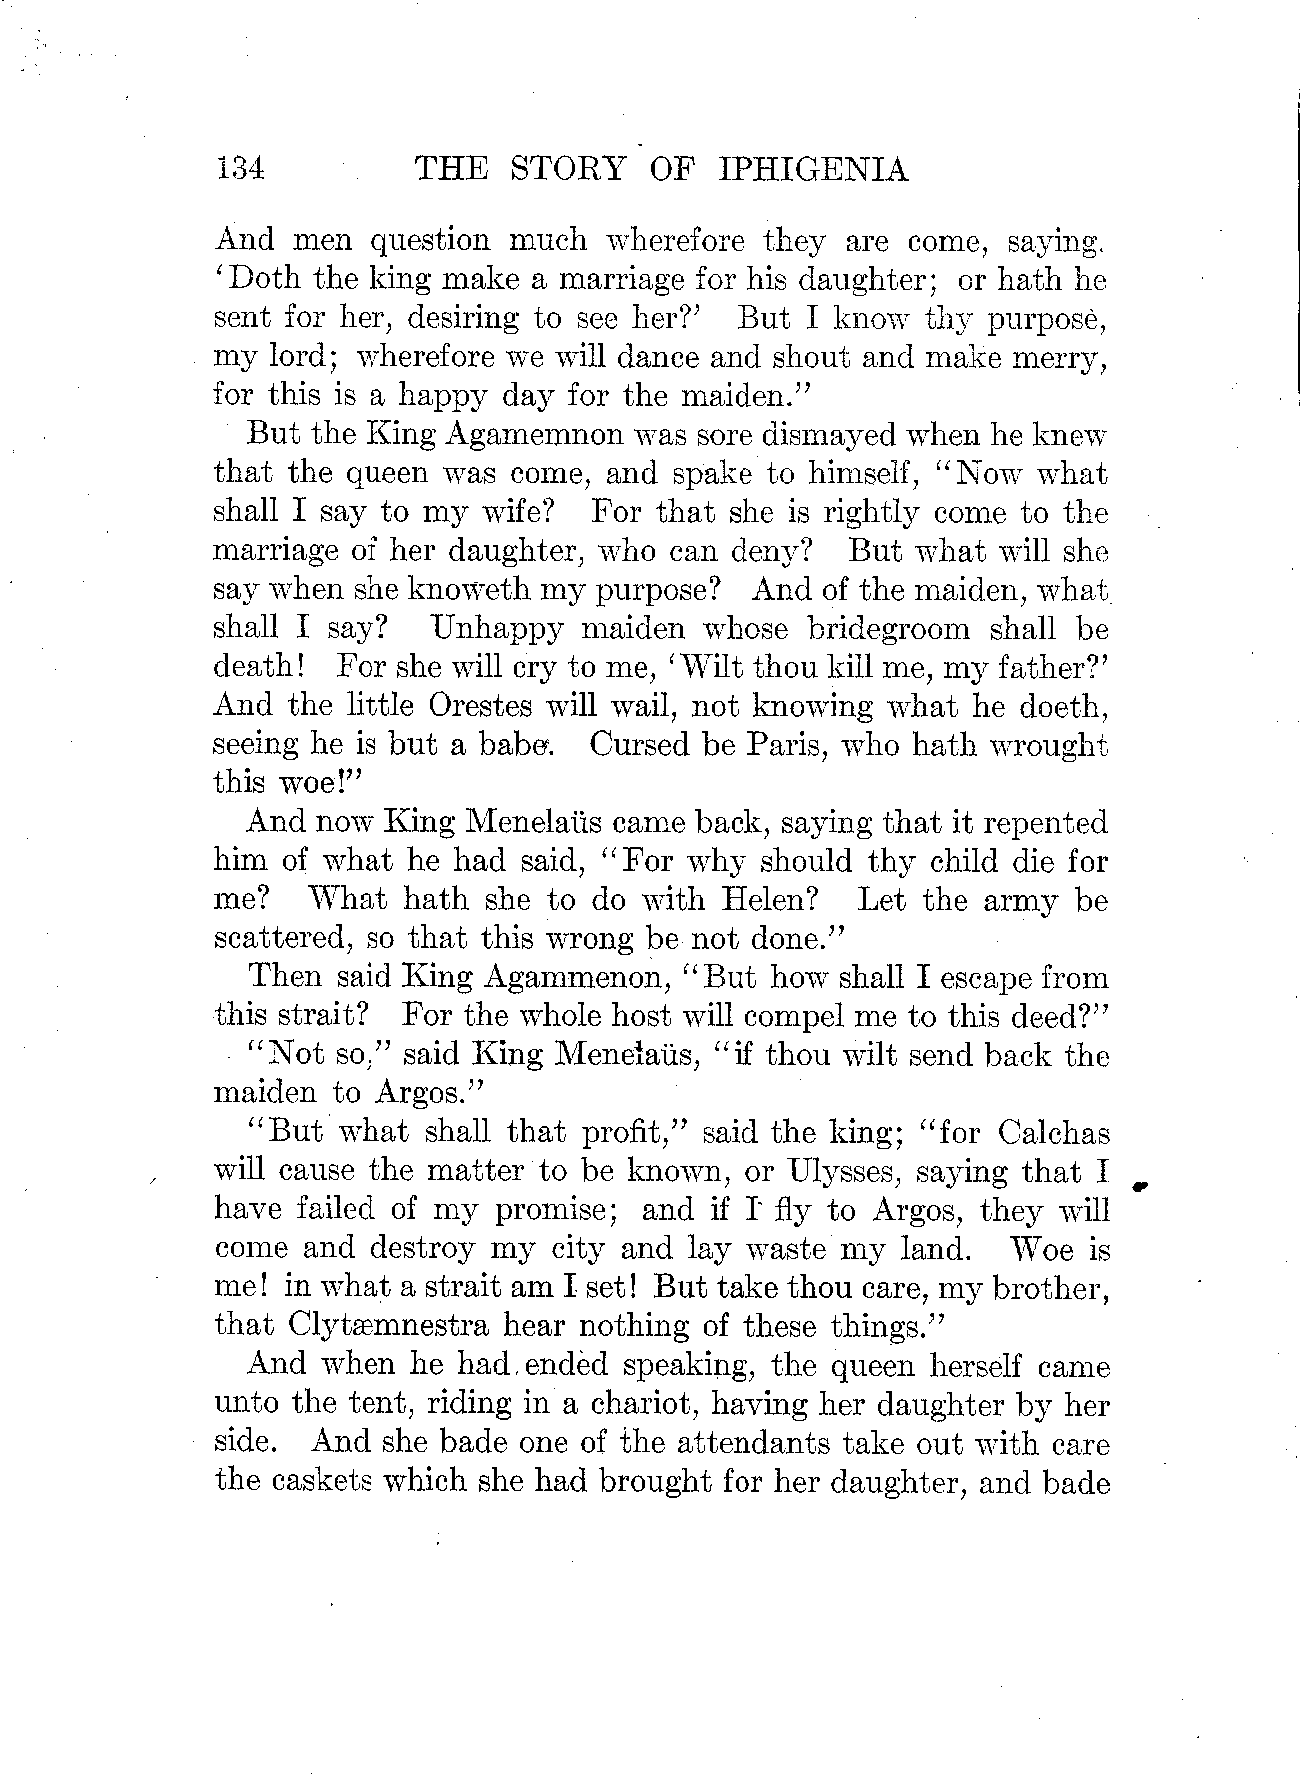 134 THE STORY OF IPHIGENIA
And men question much wherefore they are come, saying.
‘Doth the king make a marriage for his daughter; or hath he
sent for her, desiring to see her?’ But I know thy purpose,
my lord; wherefore we will dance and shout and make merry,
for this is a happy day for the maiden.”
But the King Agamemnon was sore dismayed when he knew
that the queen was come, and spake to himself, “Now what
shall I say to my wife? For that she is rightly come to the
marriage of her daughter, who can deny? But what will she
say when she knoweth my purpose? And of the maiden, what
shall I say? Unhappy maiden whose bridegroom shall be
death! For she will cry to me, ‘Wilt thou kill me, my father?’
And the little Orestes will wail, not knowing what he doeth,
seeing he is but a babe. Cursed be Paris, who hath wrought
this woe!”
And now King Menelaüs came back, saying that it repented
him of what he had said, “For why should thy child die for
me? What hath she to do with Helen? Let the army be
scattered, so that this wrong be not done.”
Then said King Agammenon, “But how shall I escape from
this strait? For the whole host will compel me to this deed?”
“Not so,” said King Menelaüs, “if thou wilt send back the
maiden to Argos.”
“But what shall that profit,” said the king; “for Calchas
will cause the matter to be known, or Ulysses, saying that I
have failed of my promise; and if I fly to Argos, they will
come and destroy my city and lay waste my land. Woe is
me! in what a strait am I set! But take thou care, my brother,
that Clytæmnestra hear nothing of these things.”
And when he had ended speaking, the queen herself came
unto the tent, riding in a chariot, having her daughter by her
side. And she bade one of the attendants take out with care
the caskets which she had brought for her daughter, and bade